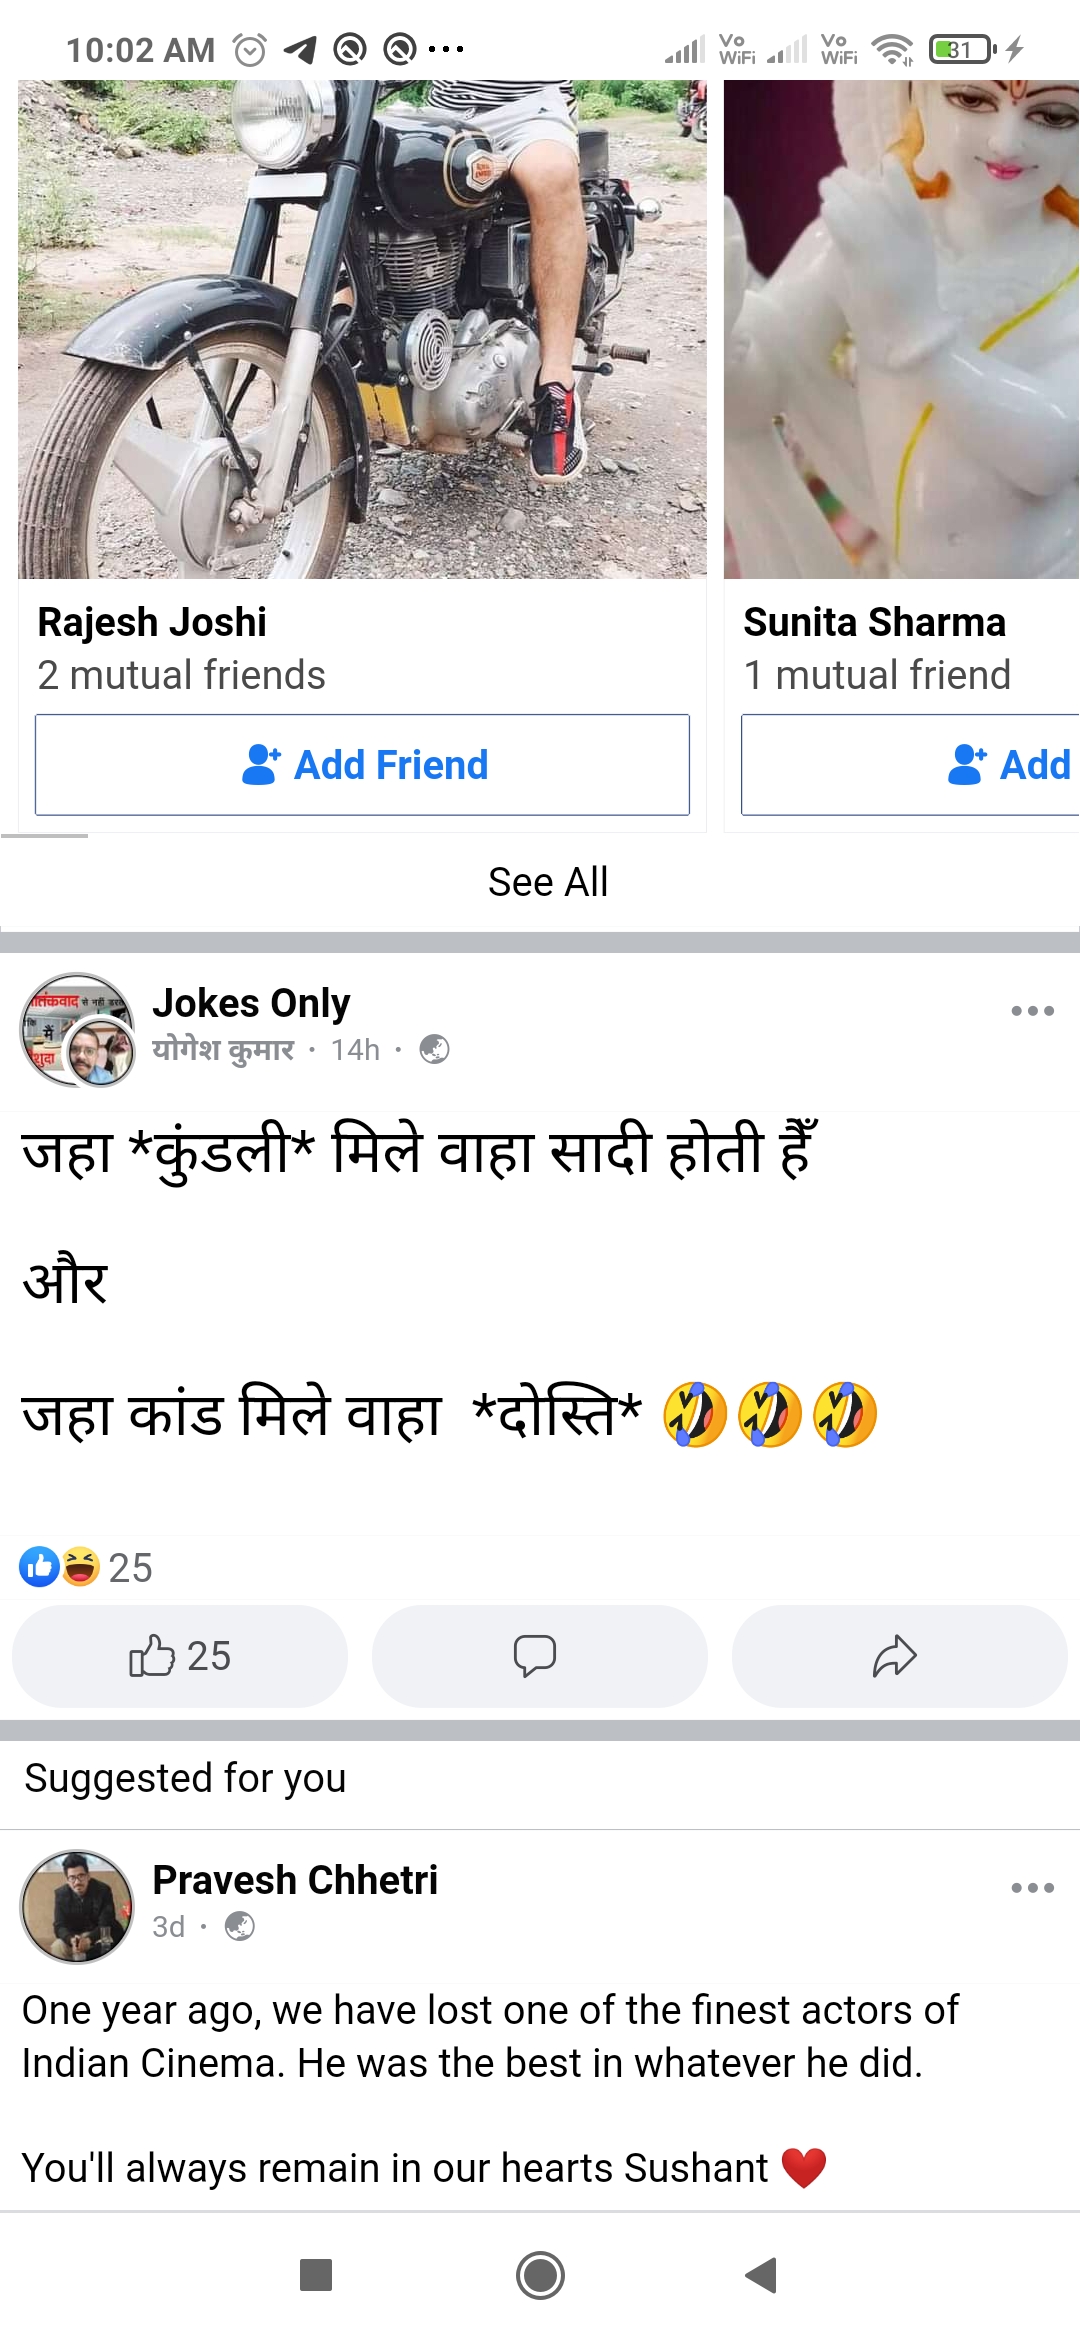 10:02 AM
Vo WiFi Vo WiFi 31
Rajesh Joshi
2 mutual friends
Add Friend
Sunita Sharma
1 mutual friend
Add
See All
Jokes Only
योगेश कुमार · 14h ·
जहा *कुंडली* मिले वाहा सादी होती हैँ
और
जहा कांड मिले वाहा *दोस्ति* 🤣🤣🤣
25
25
Suggested for you
Pravesh Chhetri
3d ·
One year ago, we have lost one of the finest actors of
Indian Cinema. He was the best in whatever he did.
You'll always remain in our hearts Sushant ❤️